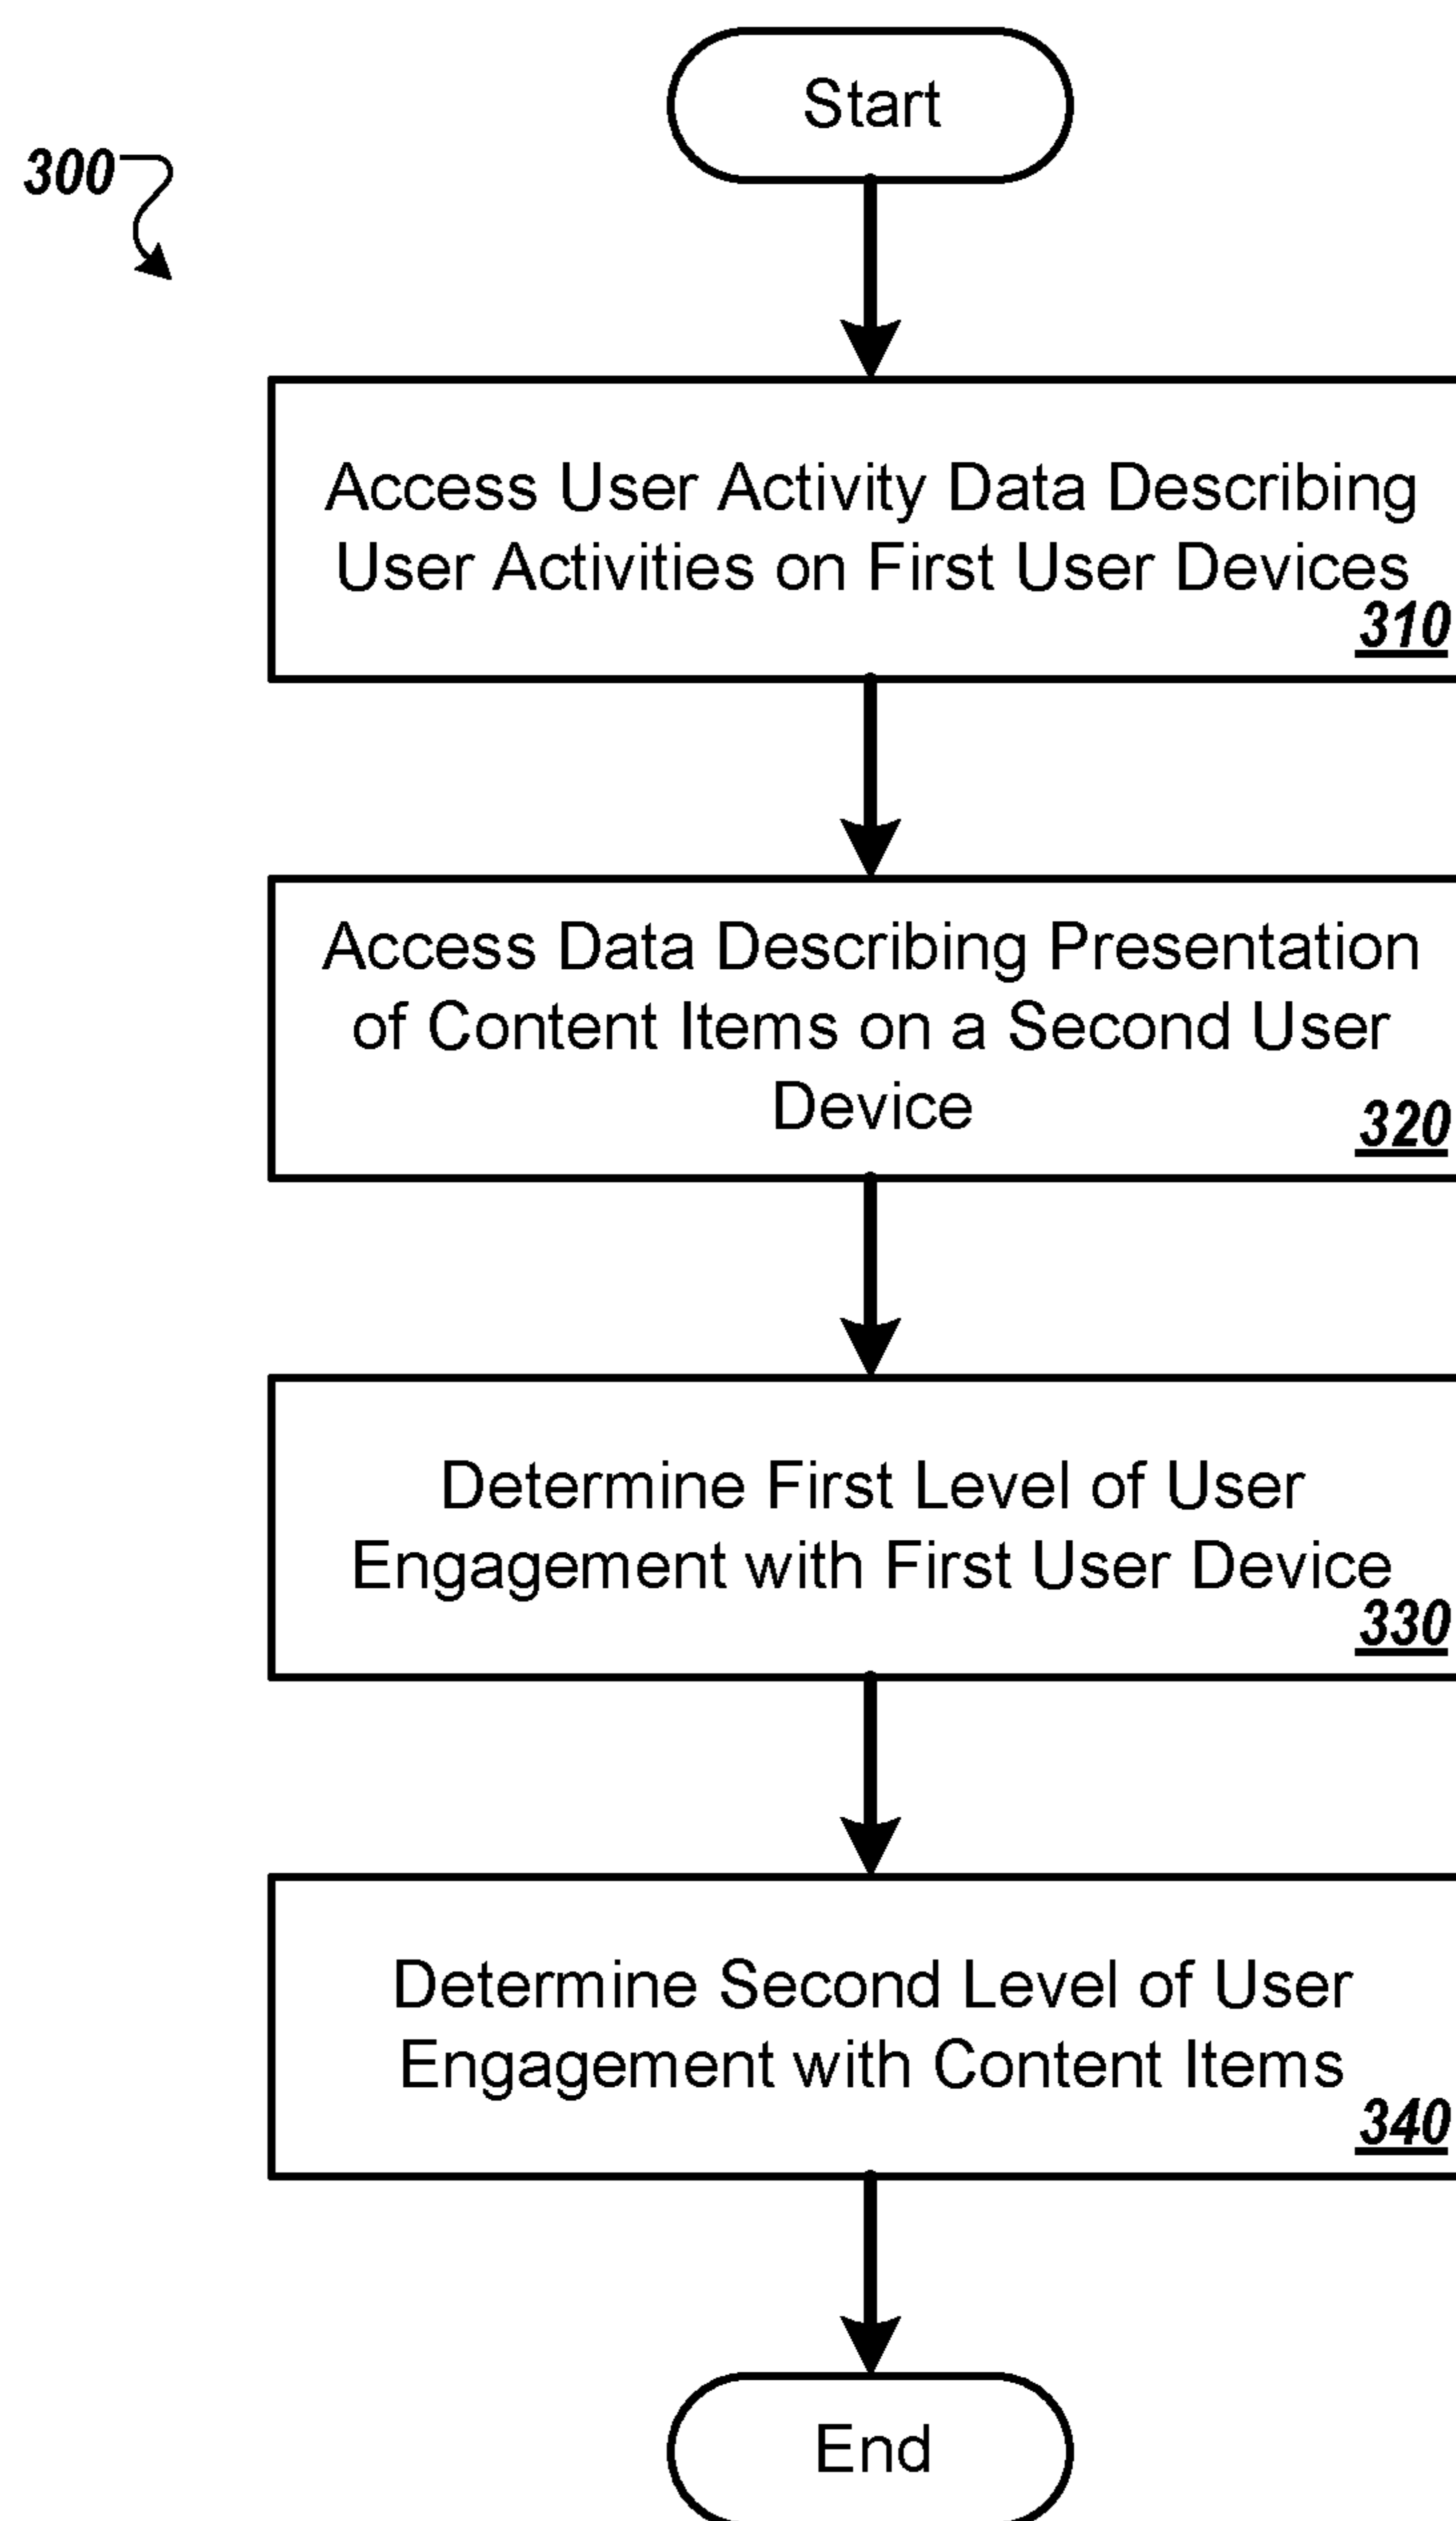 Start
300
Access User Activity Data Describing
User Activities on First User Devices
310
Access Data Describing Presentation
of Content Items on a Second User
Device
320
Determine First Level of User
Engagement with First User Device
330
Determine Second Level of User
Engagement with Content Items
340
End